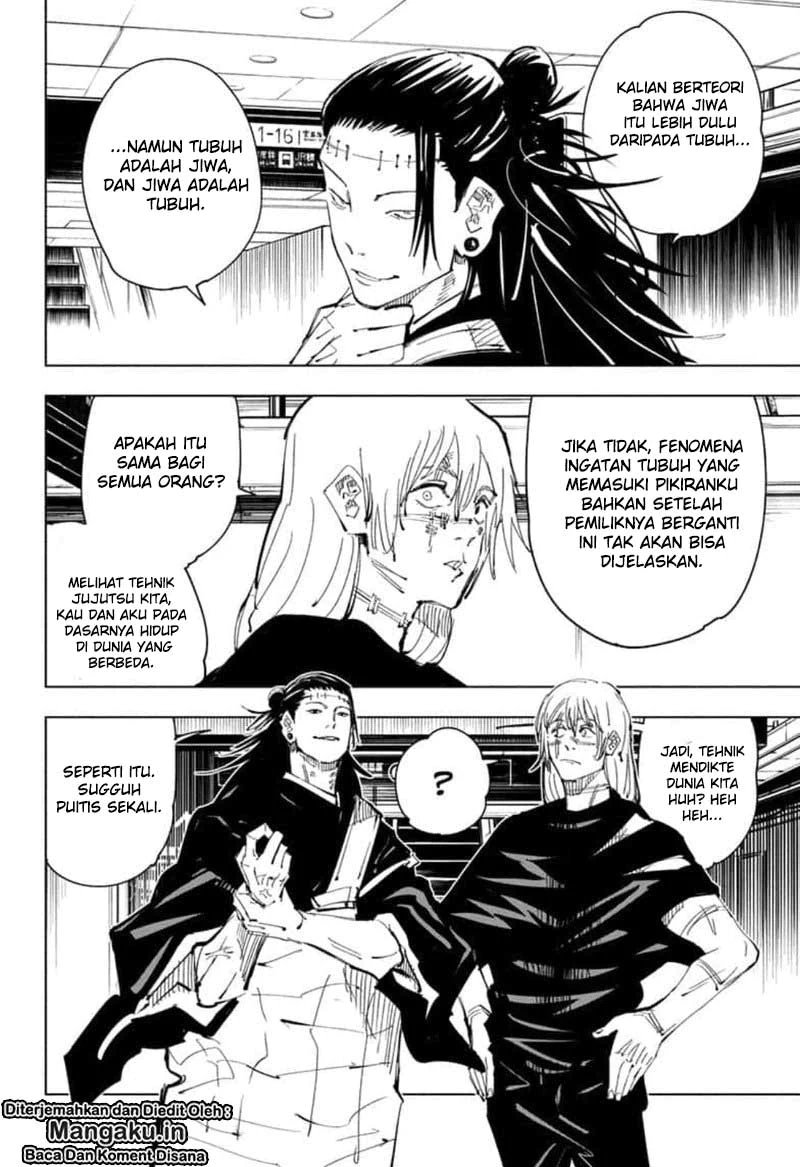 KALIAN BERTEORI
BAHWA JIWA
ITU LEBIH DULU
DARIPADA TUBUH...
...NAMUN TUBUH
ADALAH JIWA,
DAN JIWA ADALAH
TUBUH.
1-16
JIKA TIDAK, FENOMENA
INGATAN TUBUH YANG
MEMASUKI PIKIRANKU
BAHKAN SETELAH
PEMILIKNYA BERGANTI
INI TAK AKAN BISA
DIJELASKAN.
APAKAH ITU
SAMA BAGI
SEMUA ORANG?
MELIHAT TEHNIK
JUJUTSU KITA,
KAU DAN AKU PADA
DASARNYA HIDUP
DI DUNIA YANG
BERBEDA.
JADI, TEHNIK
MENDIKTE
DUNIA KITA
HUH? HEH
HEH...
?
SEPERTI ITU.
SUGGUH
PUITIS SEKALI.
Diterjemahkan dan Diedit Oleh :
Mangaku.in
Baca Dan Koment Disana